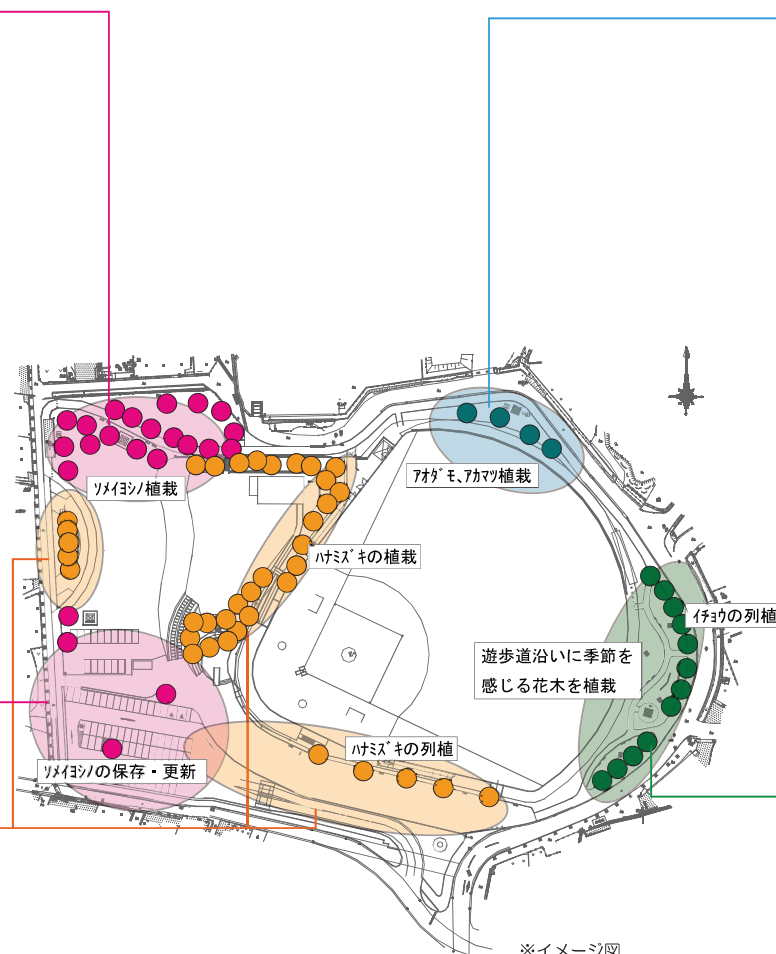 ｿﾒｲﾖｼﾉ植栽
ｱｵﾀﾞﾓ､ｱｶﾏﾂ植栽
ﾊﾅﾐｽﾞｷの植栽
ｲﾁｮｳの列植
遊歩道沿いに季節を
感じる花木を植栽
ﾊﾅﾐｽﾞｷの列植
ｿﾒｲﾖｼﾉの保存・更新
※イメージ図